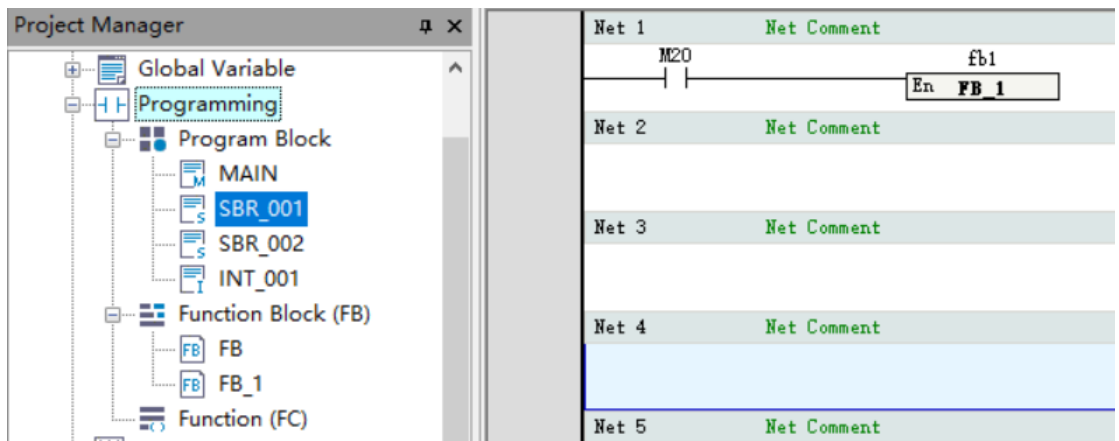 Project Manager
Global Variable
Programming
Program Block
MAIN
SBR_001
SBR_002
INT_001
Function Block (FB)
FB FB
FB FB_1
Function (FC)
Net 1 Net Comment
M20 fb1
En FB_1
Net 2 Net Comment
Net 3 Net Comment
Net 4 Net Comment
Net 5 Net Comment